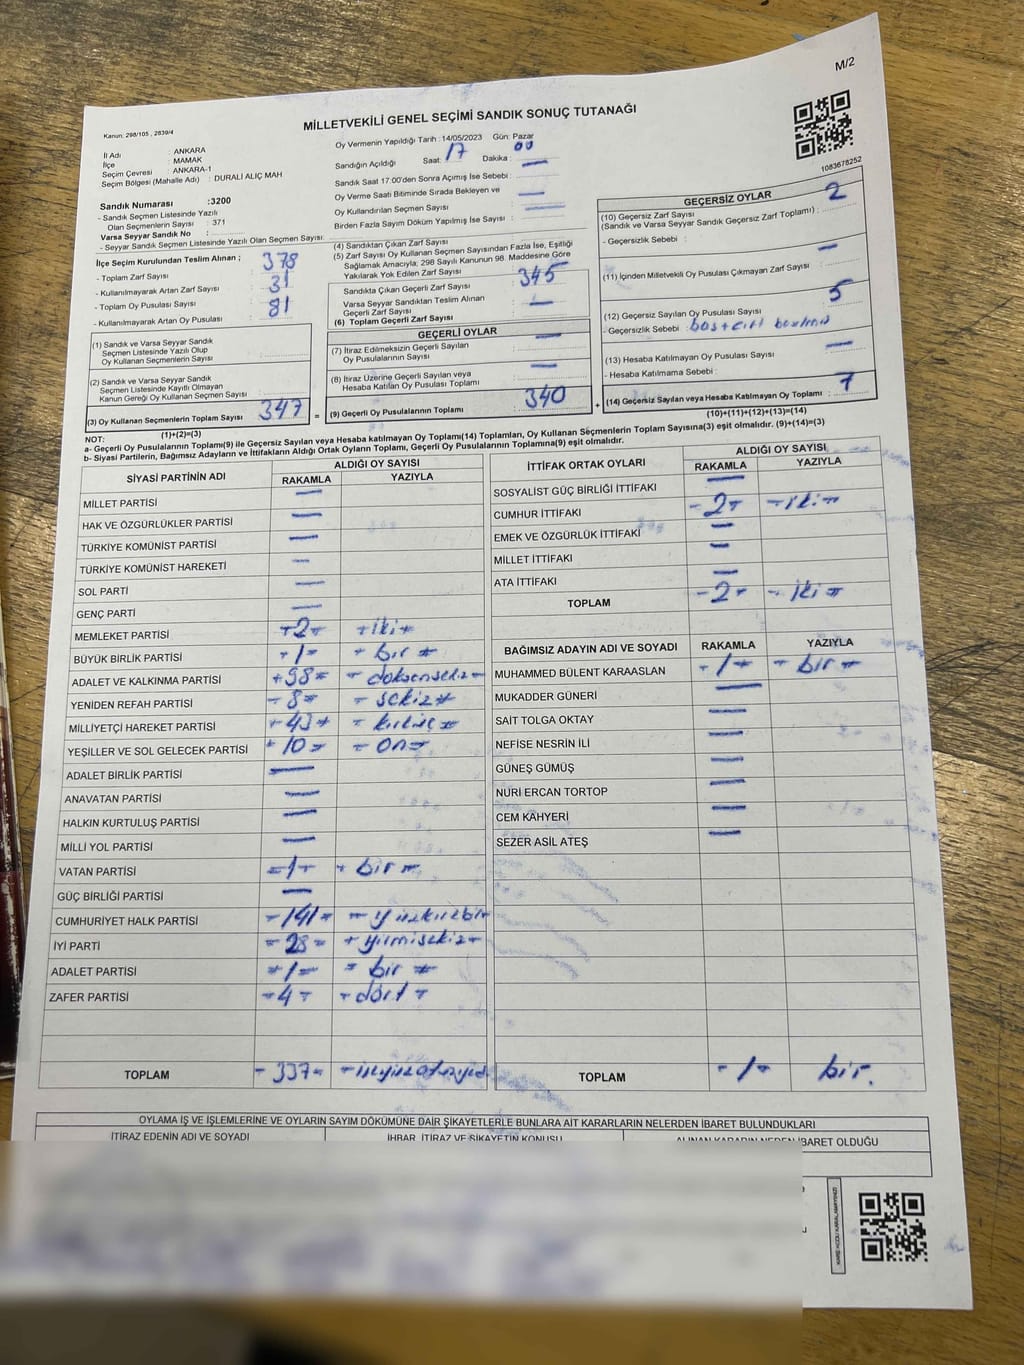 M/2
MİLLETVEKİLİ GENEL SEÇİMİ SANDIK SONUÇ TUTANAĞI
Kanun: 298/105 , 2839/4
İl Adı : ANKARA
İlçe : MAMAK
Seçim Çevresi : ANKARA-1
Seçim Bölgesi (Mahalle Adı) : DURALİ ALIÇ MAH
Sandık Numarası :3200
- Sandık Seçmen Listesinde Yazılı
Olan Seçmenlerin Sayısı : 371
Varsa Seyyar Sandık No :
- Seyyar Sandık Seçmen Listesinde Yazılı Olan Seçmen Sayısı:
İlçe Seçim Kurulundan Teslim Alınan ;
- Toplam Zarf Sayısı : 378
- Kullanılmayarak Artan Zarf Sayısı : 31
- Toplam Oy Pusulası Sayısı :
- Kullanılmayarak Artan Oy Pusulası : 81
(1) Sandık ve Varsa Seyyar Sandık
Seçmen Listesinde Yazılı Olup
Oy Kullanan Seçmenlerin Sayısı :
(2) Sandık ve Varsa Seyyar Sandık
Seçmen Listesinde Kayıtlı Olmayan
Kanun Gereği Oy Kullanan Seçmen Sayısı :
(3) Oy Kullanan Seçmenlerin Toplam Sayısı : 347 =
(1)+(2)=(3)
Oy Vermenin Yapıldığı Tarih : 14/05/2023 Gün: Pazar
Sandığın Açıldığı Saat: 17 Dakika : 00
Sandık Saat 17.00'den Sonra Açımış İse Sebebi : —
Oy Verme Saati Bitiminde Sırada Bekleyen ve
Oy Kullandırılan Seçmen Sayısı : —
Birden Fazla Sayım Döküm Yapılmış İse Sayısı : —
(4) Sandıktan Çıkan Zarf Sayısı
(5) Zarf Sayısı Oy Kullanan Seçmen Sayısından Fazla İse, Eşitliği
Sağlamak Amacıyla; 298 Sayılı Kanunun 98. Maddesine Göre
Yakılarak Yok Edilen Zarf Sayısı
Sandıkta Çıkan Geçerli Zarf Sayısı : 345
Varsa Seyyar Sandıktan Teslim Alınan
Geçerli Zarf Sayısı : —
(6) Toplam Geçerli Zarf Sayısı
GEÇERLİ OYLAR
(7) İtiraz Edilmeksizin Geçerli Sayılan
Oy Pusulalarının Sayısı : —
(8) İtiraz Üzerine Geçerli Sayılan veya
Hesaba Katılan Oy Pusulası Toplamı : —
(9) Geçerli Oy Pusulalarının Toplamı : 340 +
1083678252
GEÇERSİZ OYLAR
(10) Geçersiz Zarf Sayısı
(Sandık ve Varsa Seyyar Sandık Geçersiz Zarf Toplamı) : 2
- Geçersizlik Sebebi :
(11) İçinden Milletvekili Oy Pusulası Çıkmayan Zarf Sayısı : —
(12) Geçersiz Sayılan Oy Pusulası Sayısı : 5
- Geçersizlik Sebebi :
(13) Hesaba Katılmayan Oy Pusulası Sayısı : —
- Hesaba Katılmama Sebebi :
(14) Geçersiz Sayılan veya Hesaba Katılmayan Oy Toplamı : 7
(10)+(11)+(12)+(13)=(14)
NOT:
a- Geçerli Oy Pusulalarının Toplamı(9) ile Geçersiz Sayılan veya Hesaba katılmayan Oy Toplamı(14) Toplamları, Oy Kullanan Seçmenlerin Toplam Sayısına(3) eşit olmalıdır. (9)+(14)=(3)
b- Siyasi Partilerin, Bağımsız Adayların ve İttifakların Aldığı Ortak Oyların Toplamı, Geçerli Oy Pusulalarının Toplamına(9) eşit olmalıdır.
SİYASİ PARTİNİN ADI ALDIĞI OY SAYISI
RAKAMLA YAZIYLA
MİLLET PARTİSİ —
HAK VE ÖZGÜRLÜKLER PARTİSİ —
TÜRKİYE KOMÜNİST PARTİSİ —
TÜRKİYE KOMÜNİST HAREKETİ —
SOL PARTİ —
GENÇ PARTİ —
MEMLEKET PARTİSİ -2- -iki-
BÜYÜK BİRLİK PARTİSİ -1- -bir-
ADALET VE KALKINMA PARTİSİ -98- -doksansekiz-
YENİDEN REFAH PARTİSİ -8- -sekiz-
MİLLİYETÇİ HAREKET PARTİSİ -43- -kırküç-
YEŞİLLER VE SOL GELECEK PARTİSİ -10- -on-
ADALET BİRLİK PARTİSİ —
ANAVATAN PARTİSİ —
HALKIN KURTULUŞ PARTİSİ —
MİLLİ YOL PARTİSİ —
VATAN PARTİSİ -1- -bir-
GÜÇ BİRLİĞİ PARTİSİ —
CUMHURİYET HALK PARTİSİ -141- -yüzkırkbir
İYİ PARTİ -28- -yirmisekiz-
ADALET PARTİSİ -1- -bir-
ZAFER PARTİSİ -4- -dört-
TOPLAM -337-
İTTİFAK ORTAK OYLARI ALDIĞI OY SAYISI
RAKAMLA YAZIYLA
SOSYALİST GÜÇ BİRLİĞİ İTTİFAKI —
CUMHUR İTTİFAKI -2- -iki-
EMEK VE ÖZGÜRLÜK İTTİFAKI —
MİLLET İTTİFAKI —
ATA İTTİFAKI —
TOPLAM -2- -iki-
BAĞIMSIZ ADAYIN ADI VE SOYADI RAKAMLA YAZIYLA
MUHAMMED BÜLENT KARAASLAN -1- -bir-
MUKADDER GÜNERİ —
SAİT TOLGA OKTAY —
NEFİSE NESRİN İLİ —
GÜNEŞ GÜMÜŞ —
NURİ ERCAN TORTOP —
CEM KAHYERİ —
SEZER ASİL ATEŞ —
TOPLAM -1- bir.
OYLAMA İŞ VE İŞLEMLERİNE VE OYLARIN SAYIM DÖKÜMÜNE DAİR ŞİKAYETLERLE BUNLARA AİT KARARLARIN NELERDEN İBARET BULUNDUKLARI
İTİRAZ EDENİN ADI VE SOYADI İHBAR, İTİRAZ VE ŞİKAYETİN KONUSU ALINAN KARARIN NEDEN İBARET OLDUĞU